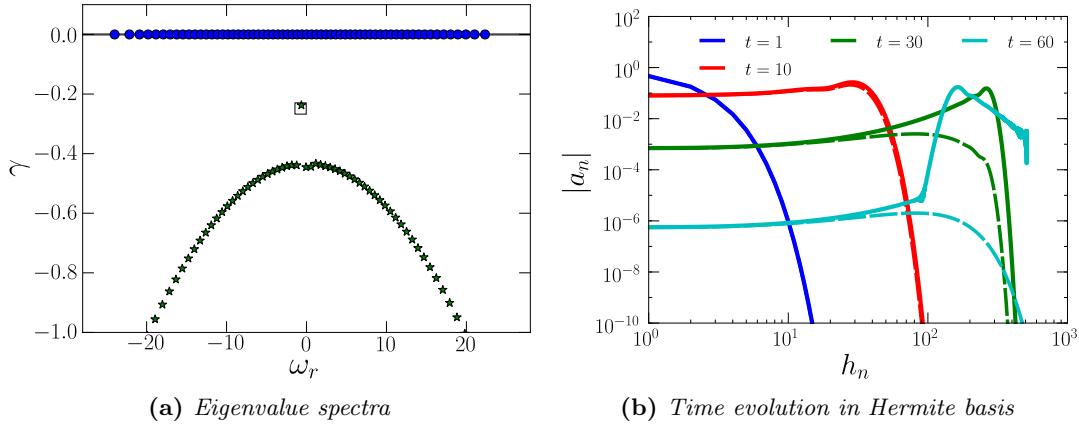 0.0
−0.2
−0.4
−0.6
−0.8
−1.0
γ
−20 −10 0 10 20
ω_r
(a) Eigenvalue spectra
10^2
10^0
10^{−2}
10^{−4}
10^{−6}
10^{−8}
10^{−10}
|a_n|
t = 1 t = 30 t = 60
t = 10
10^0 10^1 10^2 10^3
h_n
(b) Time evolution in Hermite basis